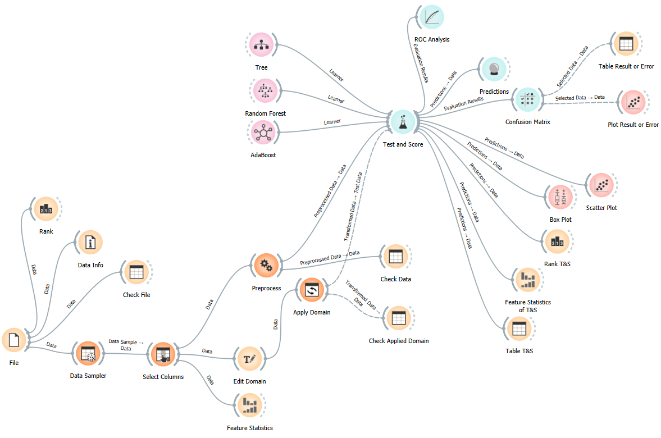 ROC Analysis
Evaluation Results
Tree
Learner
Predictions → Data
Predictions
Selected Data → Data
Table Result or Error
Random Forest
Learner
Evaluation Results
Confusion Matrix
Selected Data → Data
Plot Result or Error
AdaBoost
Learner
Test and Score
Predictions → Data
Predictions → Data
Predictions → Data
Predictions → Data
Predictions → Data
Scatter Plot
Box Plot
Rank T&S
Feature Statistics
of T&S
Table T&S
Preprocessed Data → Data
Transformed Data → Test Data
Rank
Data
Data Info
Data
Check File
Data
File
Data
Data Sampler
Data Sample →
Data
Select Columns
Data
Preprocess
Preprocessed Data → Data
Check Data
Data
Edit Domain
Data
Apply Domain
Transformed Data →
Data
Check Applied Domain
Data
Feature Statistics